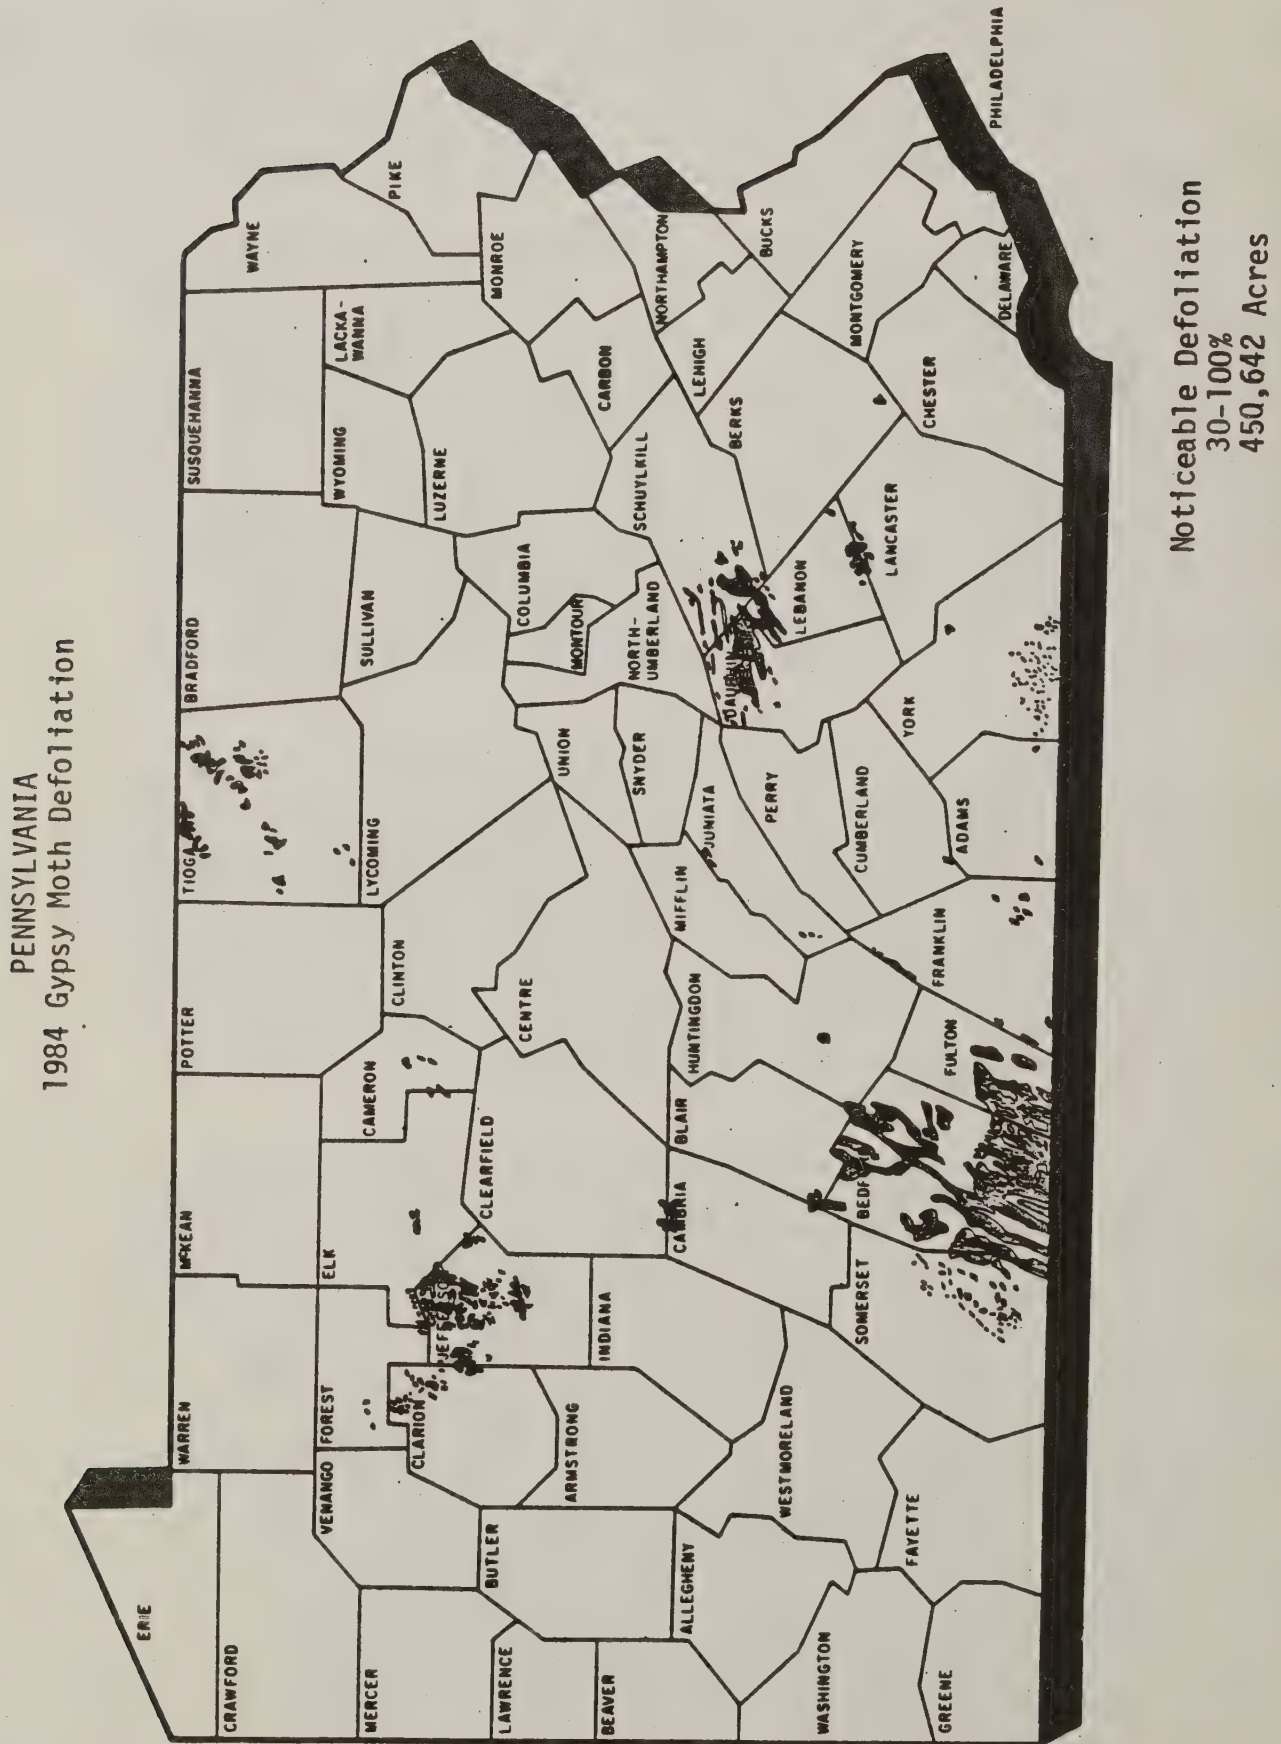 PENNSYLVANIA
1984 Gypsy Moth Defoliation
ERIE
CRAWFORD
WARREN
McKEAN
POTTER
TIOGA
BRADFORD
SUSQUEHANNA
WAYNE
MERCER
VENANGO
FOREST
ELK
CAMERON
CLINTON
LYCOMING
SULLIVAN
WYOMING
LACKA-
WANNA
PIKE
LAWRENCE
BUTLER
CLARION
JEFFERSO
CLEARFIELD
CENTRE
UNION
MONTOUR
COLUMBIA
LUZERNE
MONROE
BEAVER
ARMSTRONG
INDIANA
SNYDER
NORTH-
UMBERLAND
SCHUYLKILL
CARBON
NORTHAMPTON
ALLEGHENY
WESTMORELAND
CAMBRIA
BLAIR
HUNTINGDON
MIFFLIN
JUNIATA
PERRY
DAUPHIN
LEBANON
BERKS
LEHIGH
BUCKS
WASHINGTON
SOMERSET
BEDF
CUMBERLAND
LANCASTER
MONTGOMERY
GREENE
FAYETTE
FULTON
FRANKLIN
ADAMS
YORK
CHESTER
DELAWARE
PHILADELPHIA
Noticeable Defoliation
30-100%
450,642 Acres